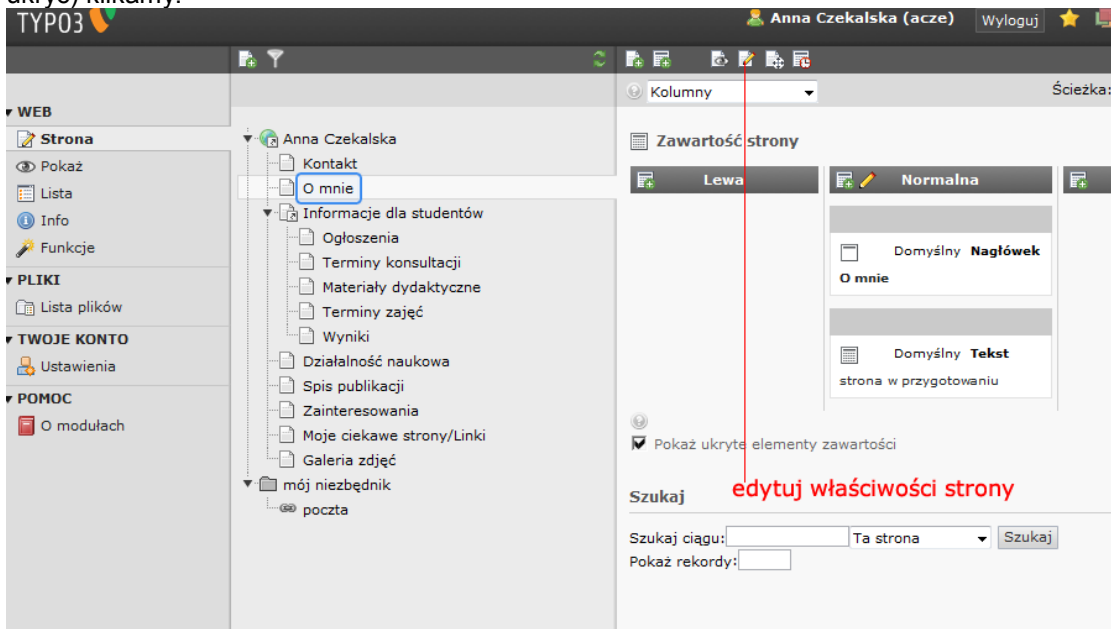 ukryć) klikamy:
TYPO3
Anna Czekalska (acze) Wyloguj
Kolumny
Ścieżka:
WEB
Strona
Pokaż
Lista
Info
Funkcje
PLIKI
Lista plików
TWOJE KONTO
Ustawienia
POMOC
O modułach
Anna Czekalska
Kontakt
O mnie
Informacje dla studentów
Ogłoszenia
Terminy konsultacji
Materiały dydaktyczne
Terminy zajęć
Wyniki
Działalność naukowa
Spis publikacji
Zainteresowania
Moje ciekawe strony/Linki
Galeria zdjęć
mój niezbędnik
poczta
Zawartość strony
Lewa
Normalna
Domyślny Nagłówek
O mnie
Domyślny Tekst
strona w przygotowaniu
Pokaż ukryte elementy zawartości
edytuj właściwości strony
Szukaj
Szukaj ciągu: Ta strona Szukaj
Pokaż rekordy: